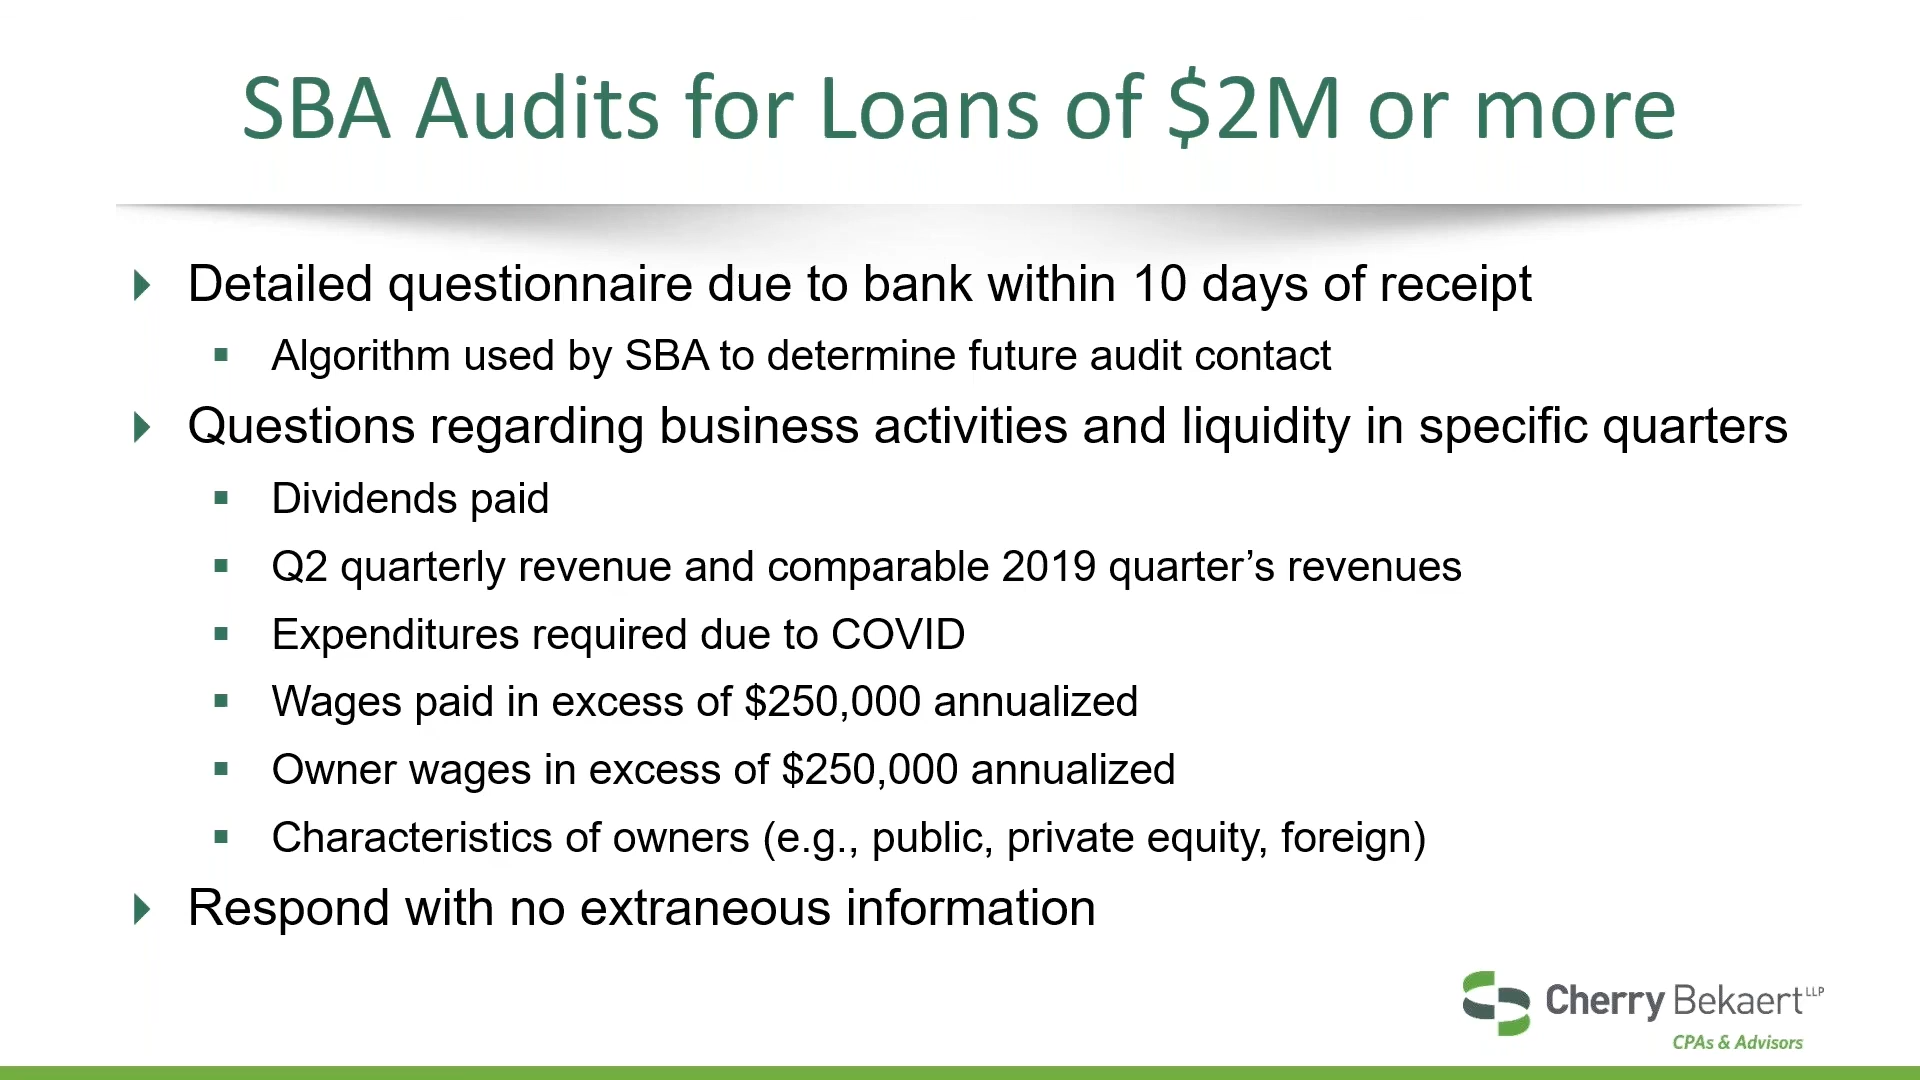 SBA Audits for Loans of $2M or more
Detailed questionnaire due to bank within 10 days of receipt
Algorithm used by SBA to determine future audit contact
Questions regarding business activities and liquidity in specific quarters
Dividends paid
Q2 quarterly revenue and comparable 2019 quarter’s revenues
Expenditures required due to COVID
Wages paid in excess of $250,000 annualized
Owner wages in excess of $250,000 annualized
Characteristics of owners (e.g., public, private equity, foreign)
Respond with no extraneous information
Cherry Bekaert LLP
CPAs & Advisors